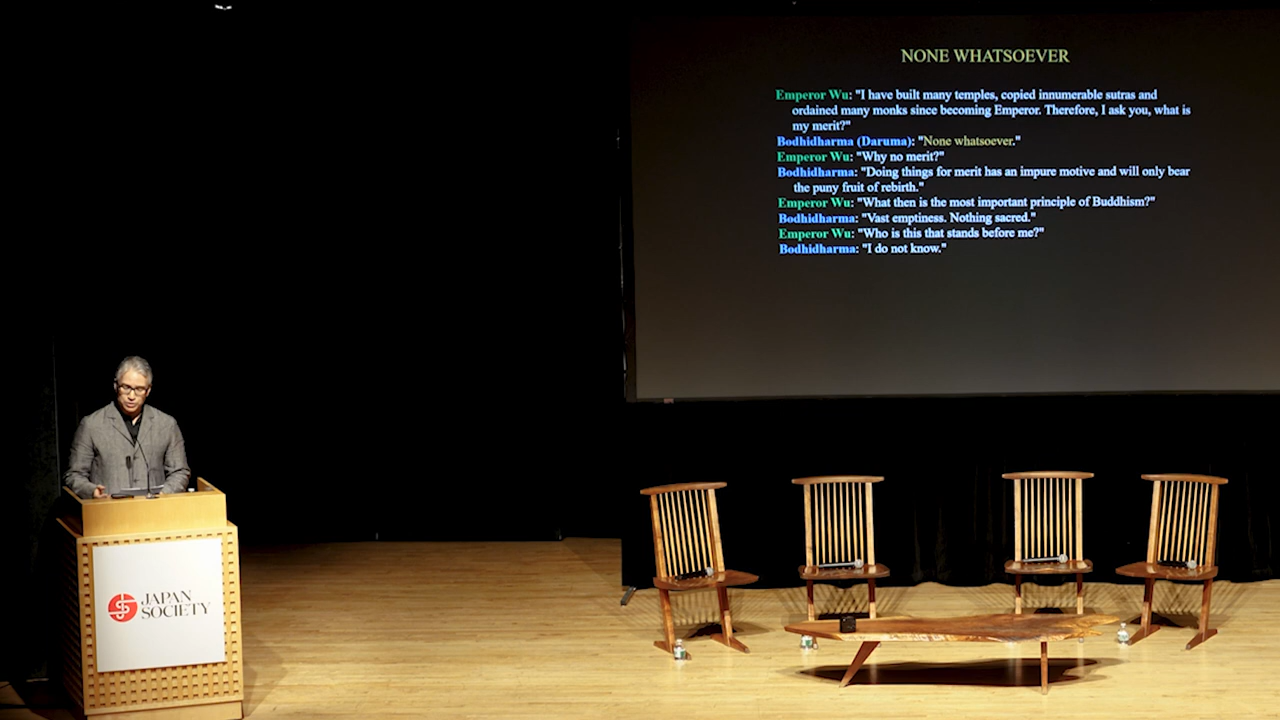 NONE WHATSOEVER
Emperor Wu: "I have built many temples, copied innumerable sutras and
ordained many monks since becoming Emperor. Therefore, I ask you, what is
my merit?"
Bodhidharma (Daruma): "None whatsoever."
Emperor Wu: "Why no merit?"
Bodhidharma: "Doing things for merit has an impure motive and will only bear
the puny fruit of rebirth."
Emperor Wu: "What then is the most important principle of Buddhism?"
Bodhidharma: "Vast emptiness. Nothing sacred."
Emperor Wu: "Who is this that stands before me?"
Bodhidharma: "I do not know."
JAPAN
SOCIETY